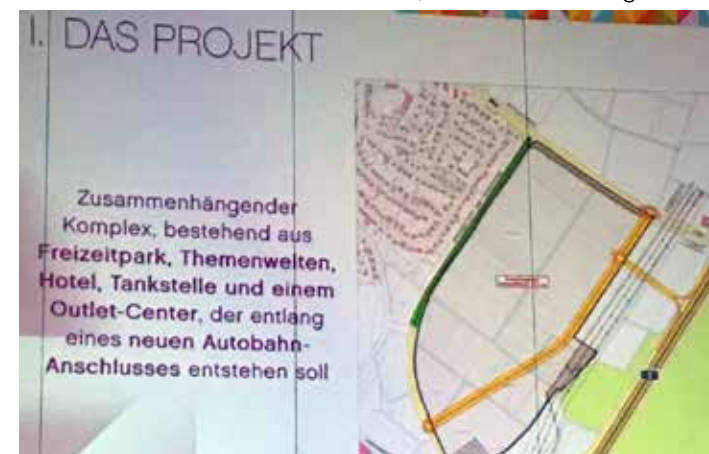 I. DAS PROJEKT
Zusammenhängender
Komplex, bestehend aus
Freizeitpark, Themenwelten,
Hotel, Tankstelle und einem
Outlet-Center, der entlang
eines neuen Autobahn-
Anschlusses entstehen soll